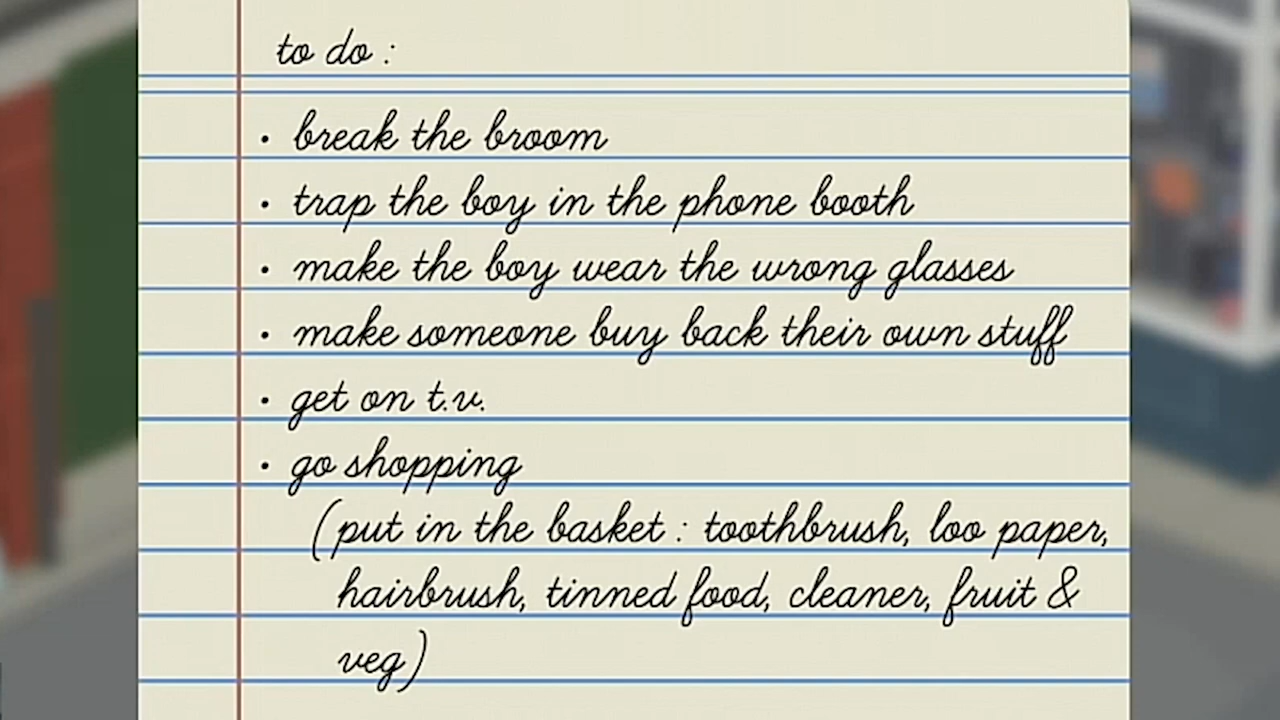 to do :
• break the broom
• trap the boy in the phone booth
• make the boy wear the wrong glasses
• make someone buy back their own stuff
• get on t.v.
• go shopping
(put in the basket : toothbrush, loo paper,
hairbrush, tinned food, cleaner, fruit &
veg)